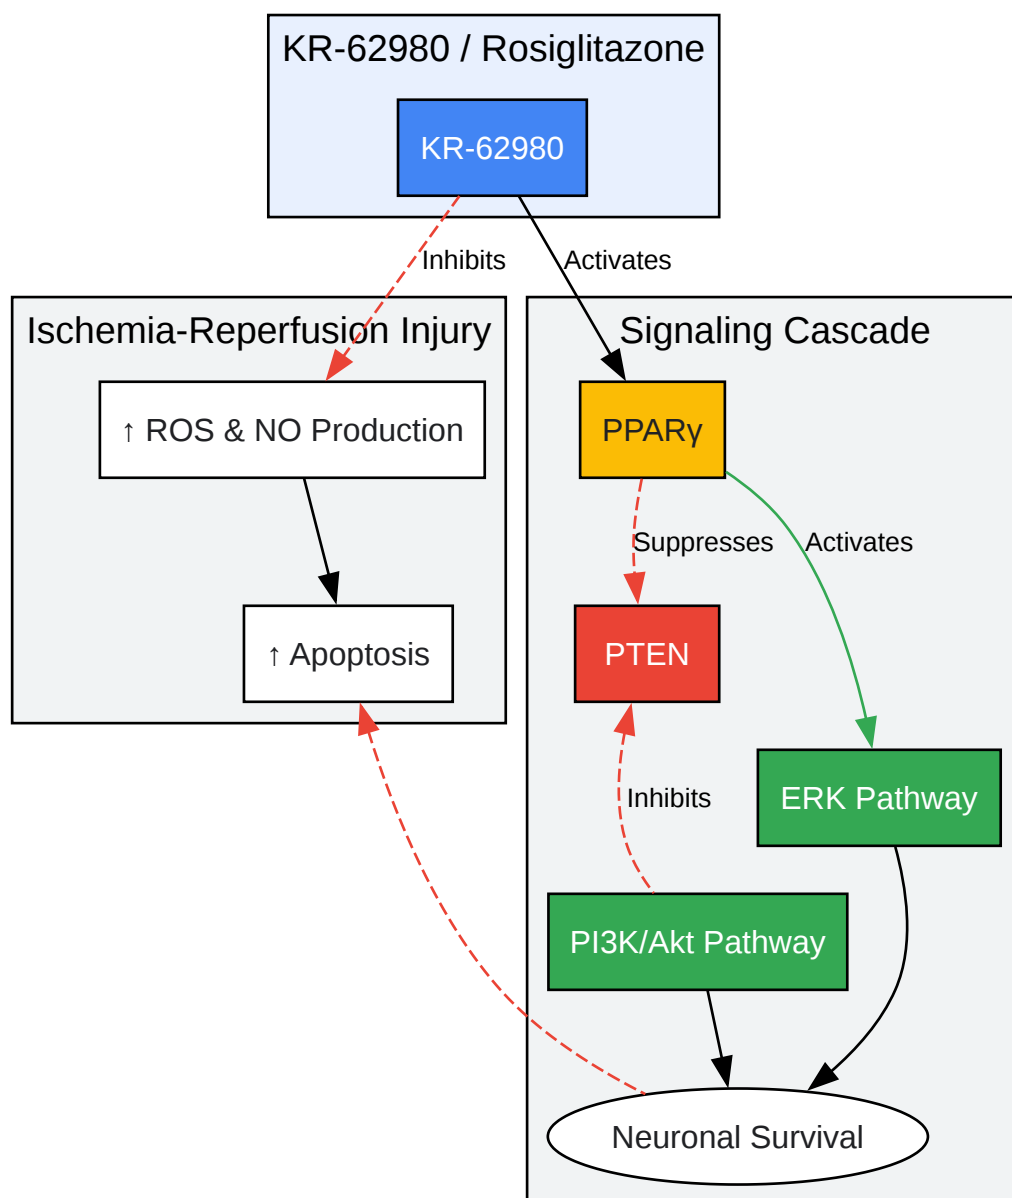 KR-62980 / Rosiglitazone
KR-62980
Inhibits
Activates
Ischemia-Reperfusion Injury
Signaling Cascade
↑ ROS & NO Production
PPARγ
Suppresses
Activates
↑ Apoptosis
PTEN
Inhibits
ERK Pathway
PI3K/Akt Pathway
Neuronal Survival